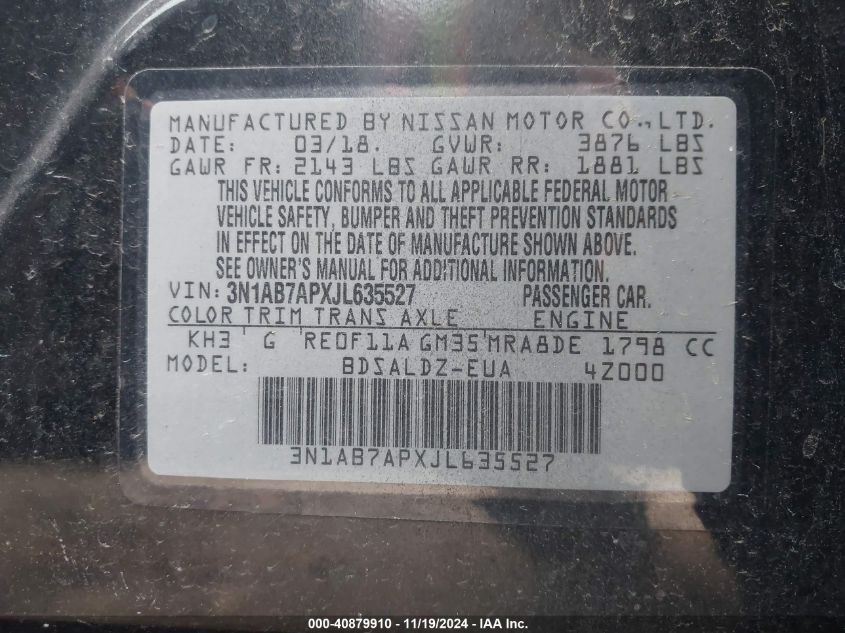 MANUFACTURED BY NISSAN MOTOR CO., LTD.
DATE: 03/18. GVWR: 3876 LBS
GAWR FR: 2143 LBS GAWR RR: 1881 LBS
THIS VEHICLE CONFORMS TO ALL APPLICABLE FEDERAL MOTOR
VEHICLE SAFETY, BUMPER AND THEFT PREVENTION STANDARDS
IN EFFECT ON THE DATE OF MANUFACTURE SHOWN ABOVE.
SEE OWNER'S MANUAL FOR ADDITIONAL INFORMATION.
VIN: 3N1AB7APXJL635527 PASSENGER CAR.
COLOR TRIM TRANS AXLE ENGINE
KH3 G RE0F11A GM35 MRA8DE 1798 CC
MODEL: BDSALDZ-EUA 4Z000
3N1AB7APXJL635527
000-40879910 - 11/19/2024 - IAAI.com